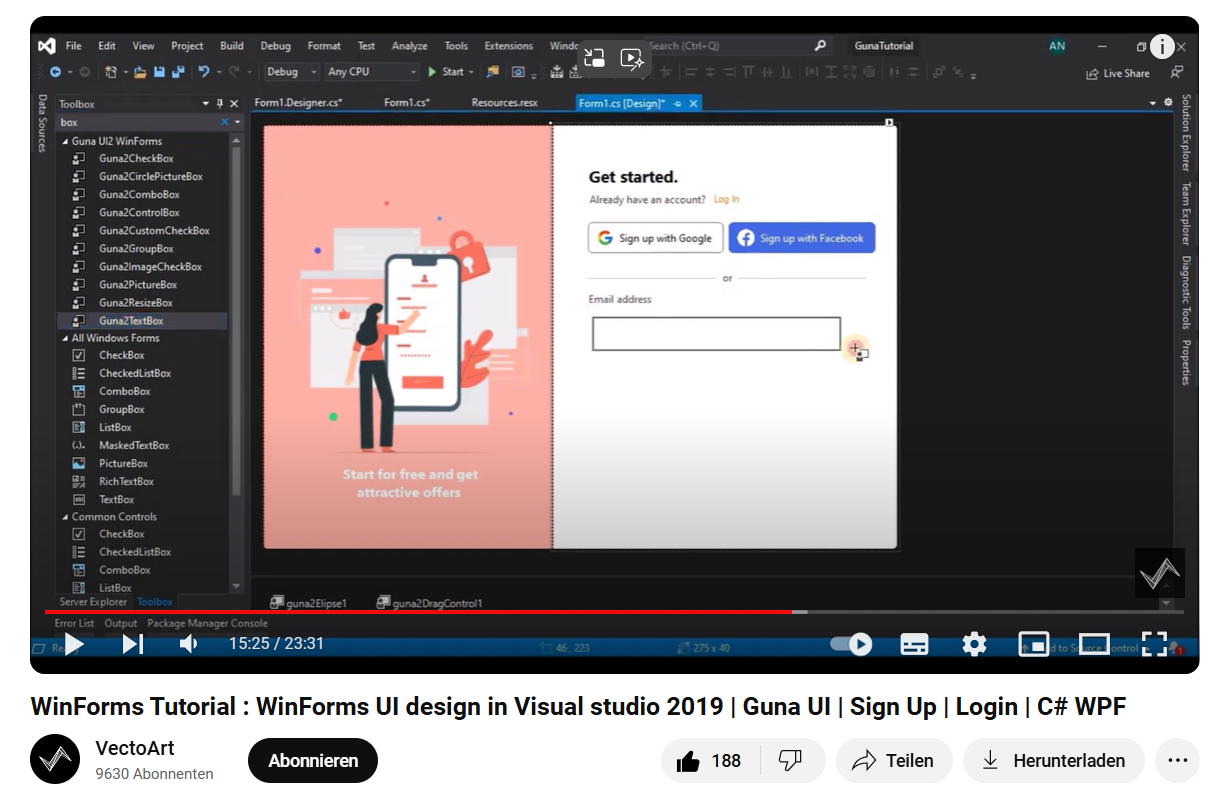 File Edit View Project Build Debug Format Test Analyze Tools Extensions Search (Ctrl+Q) GunaTutorial AN
Debug Any CPU Start Live Share
Data Sources
Toolbox
box
Guna UI2 WinForms
Guna2CheckBox
Guna2CirclePictureBox
Guna2ComboBox
Guna2ControlBox
Guna2CustomCheckBox
Guna2GroupBox
Guna2ImageCheckBox
Guna2PictureBox
Guna2ResizeBox
Guna2TextBox
All Windows Forms
CheckBox
CheckedListBox
ComboBox
GroupBox
ListBox
MaskedTextBox
PictureBox
RichTextBox
TextBox
Common Controls
CheckBox
CheckedListBox
ComboBox
ListBox
Server Explorer Toolbox
Form1.Designer.cs* Form1.cs* Resources.resx Form1.cs [Design]*
Start for free and get
attractive offers
Get started.
Already have an account? Log In
Sign up with Google Sign up with Facebook
or
Email address
guna2Elipse1 guna2DragControl1
Solution Explorer
Team Explorer
Diagnostic Tools
Properties
Error List Output Package Manager Console
15:25 / 23:31
46, 223 275 x 40
WinForms Tutorial : WinForms UI design in Visual studio 2019 | Guna UI | Sign Up | Login | C# WPF
VectoArt
9630 Abonnenten
Abonnieren
188
Teilen
Herunterladen